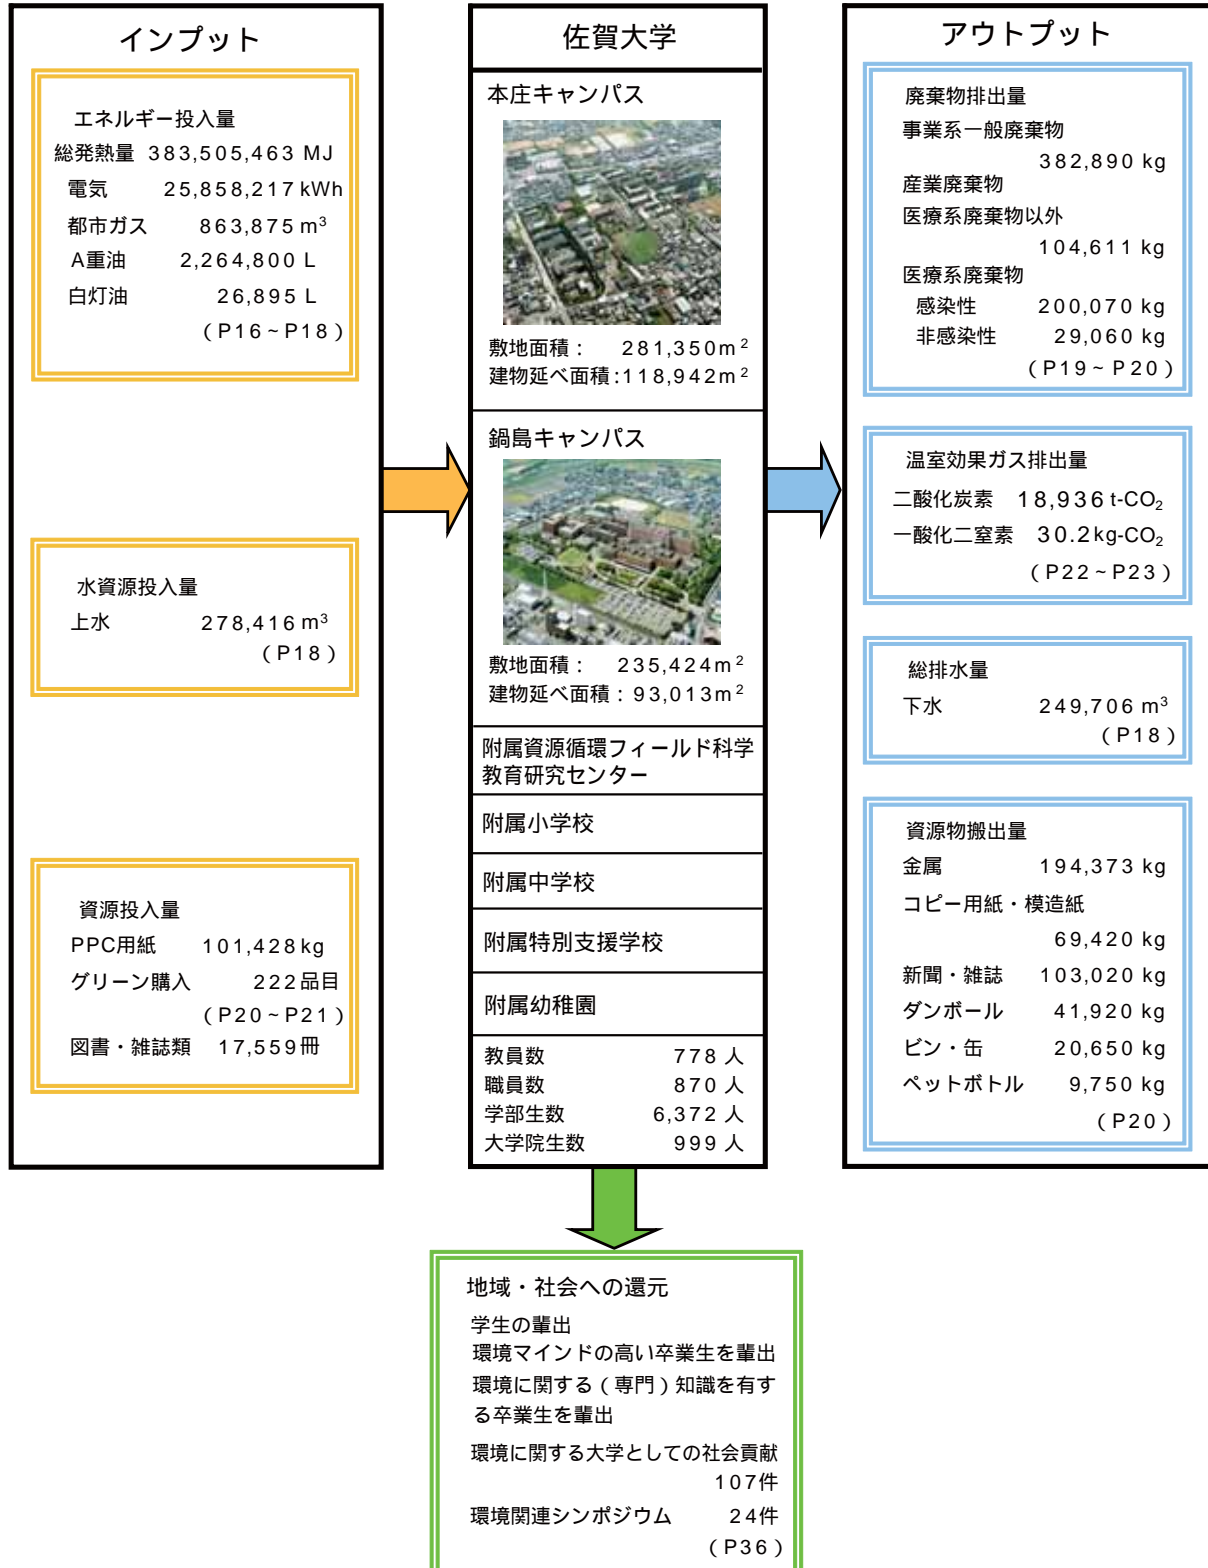 インプット
エネルギー投入量
総発熱量 383,505,463 MJ
電気 25,858,217 kWh
都市ガス 863,875 m³
A重油 2,264,800 L
白灯油 26,895 L
(P16~P18)
水資源投入量
上水 278,416 m³
(P18)
資源投入量
PPC用紙 101,428kg
グリーン購入 222品目
(P20~P21)
図書・雑誌類 17,559冊
佐賀大学
本庄キャンパス
敷地面積: 281,350m²
建物延べ面積:118,942m²
鍋島キャンパス
敷地面積: 235,424m²
建物延べ面積:93,013m²
附属資源循環フィールド科学
教育研究センター
附属小学校
附属中学校
附属特別支援学校
附属幼稚園
教員数 778 人
職員数 870 人
学部生数 6,372 人
大学院生数 999 人
アウトプット
廃棄物排出量
事業系一般廃棄物
382,890 kg
産業廃棄物
医療系廃棄物以外
104,611 kg
医療系廃棄物
感染性 200,070 kg
非感染性 29,060 kg
(P19~P20)
温室効果ガス排出量
二酸化炭素 18,936 t-CO₂
一酸化二窒素 30.2kg-CO₂
(P22~P23)
総排水量
下水 249,706 m³
(P18)
資源物搬出量
金属 194,373 kg
コピー用紙・模造紙
69,420 kg
新聞・雑誌 103,020 kg
ダンボール 41,920 kg
ビン・缶 20,650 kg
ペットボトル 9,750 kg
(P20)
地域・社会への還元
学生の輩出
環境マインドの高い卒業生を輩出
環境に関する(専門)知識を有す
る卒業生を輩出
環境に関する大学としての社会貢献
107件
環境関連シンポジウム 24件
(P36)